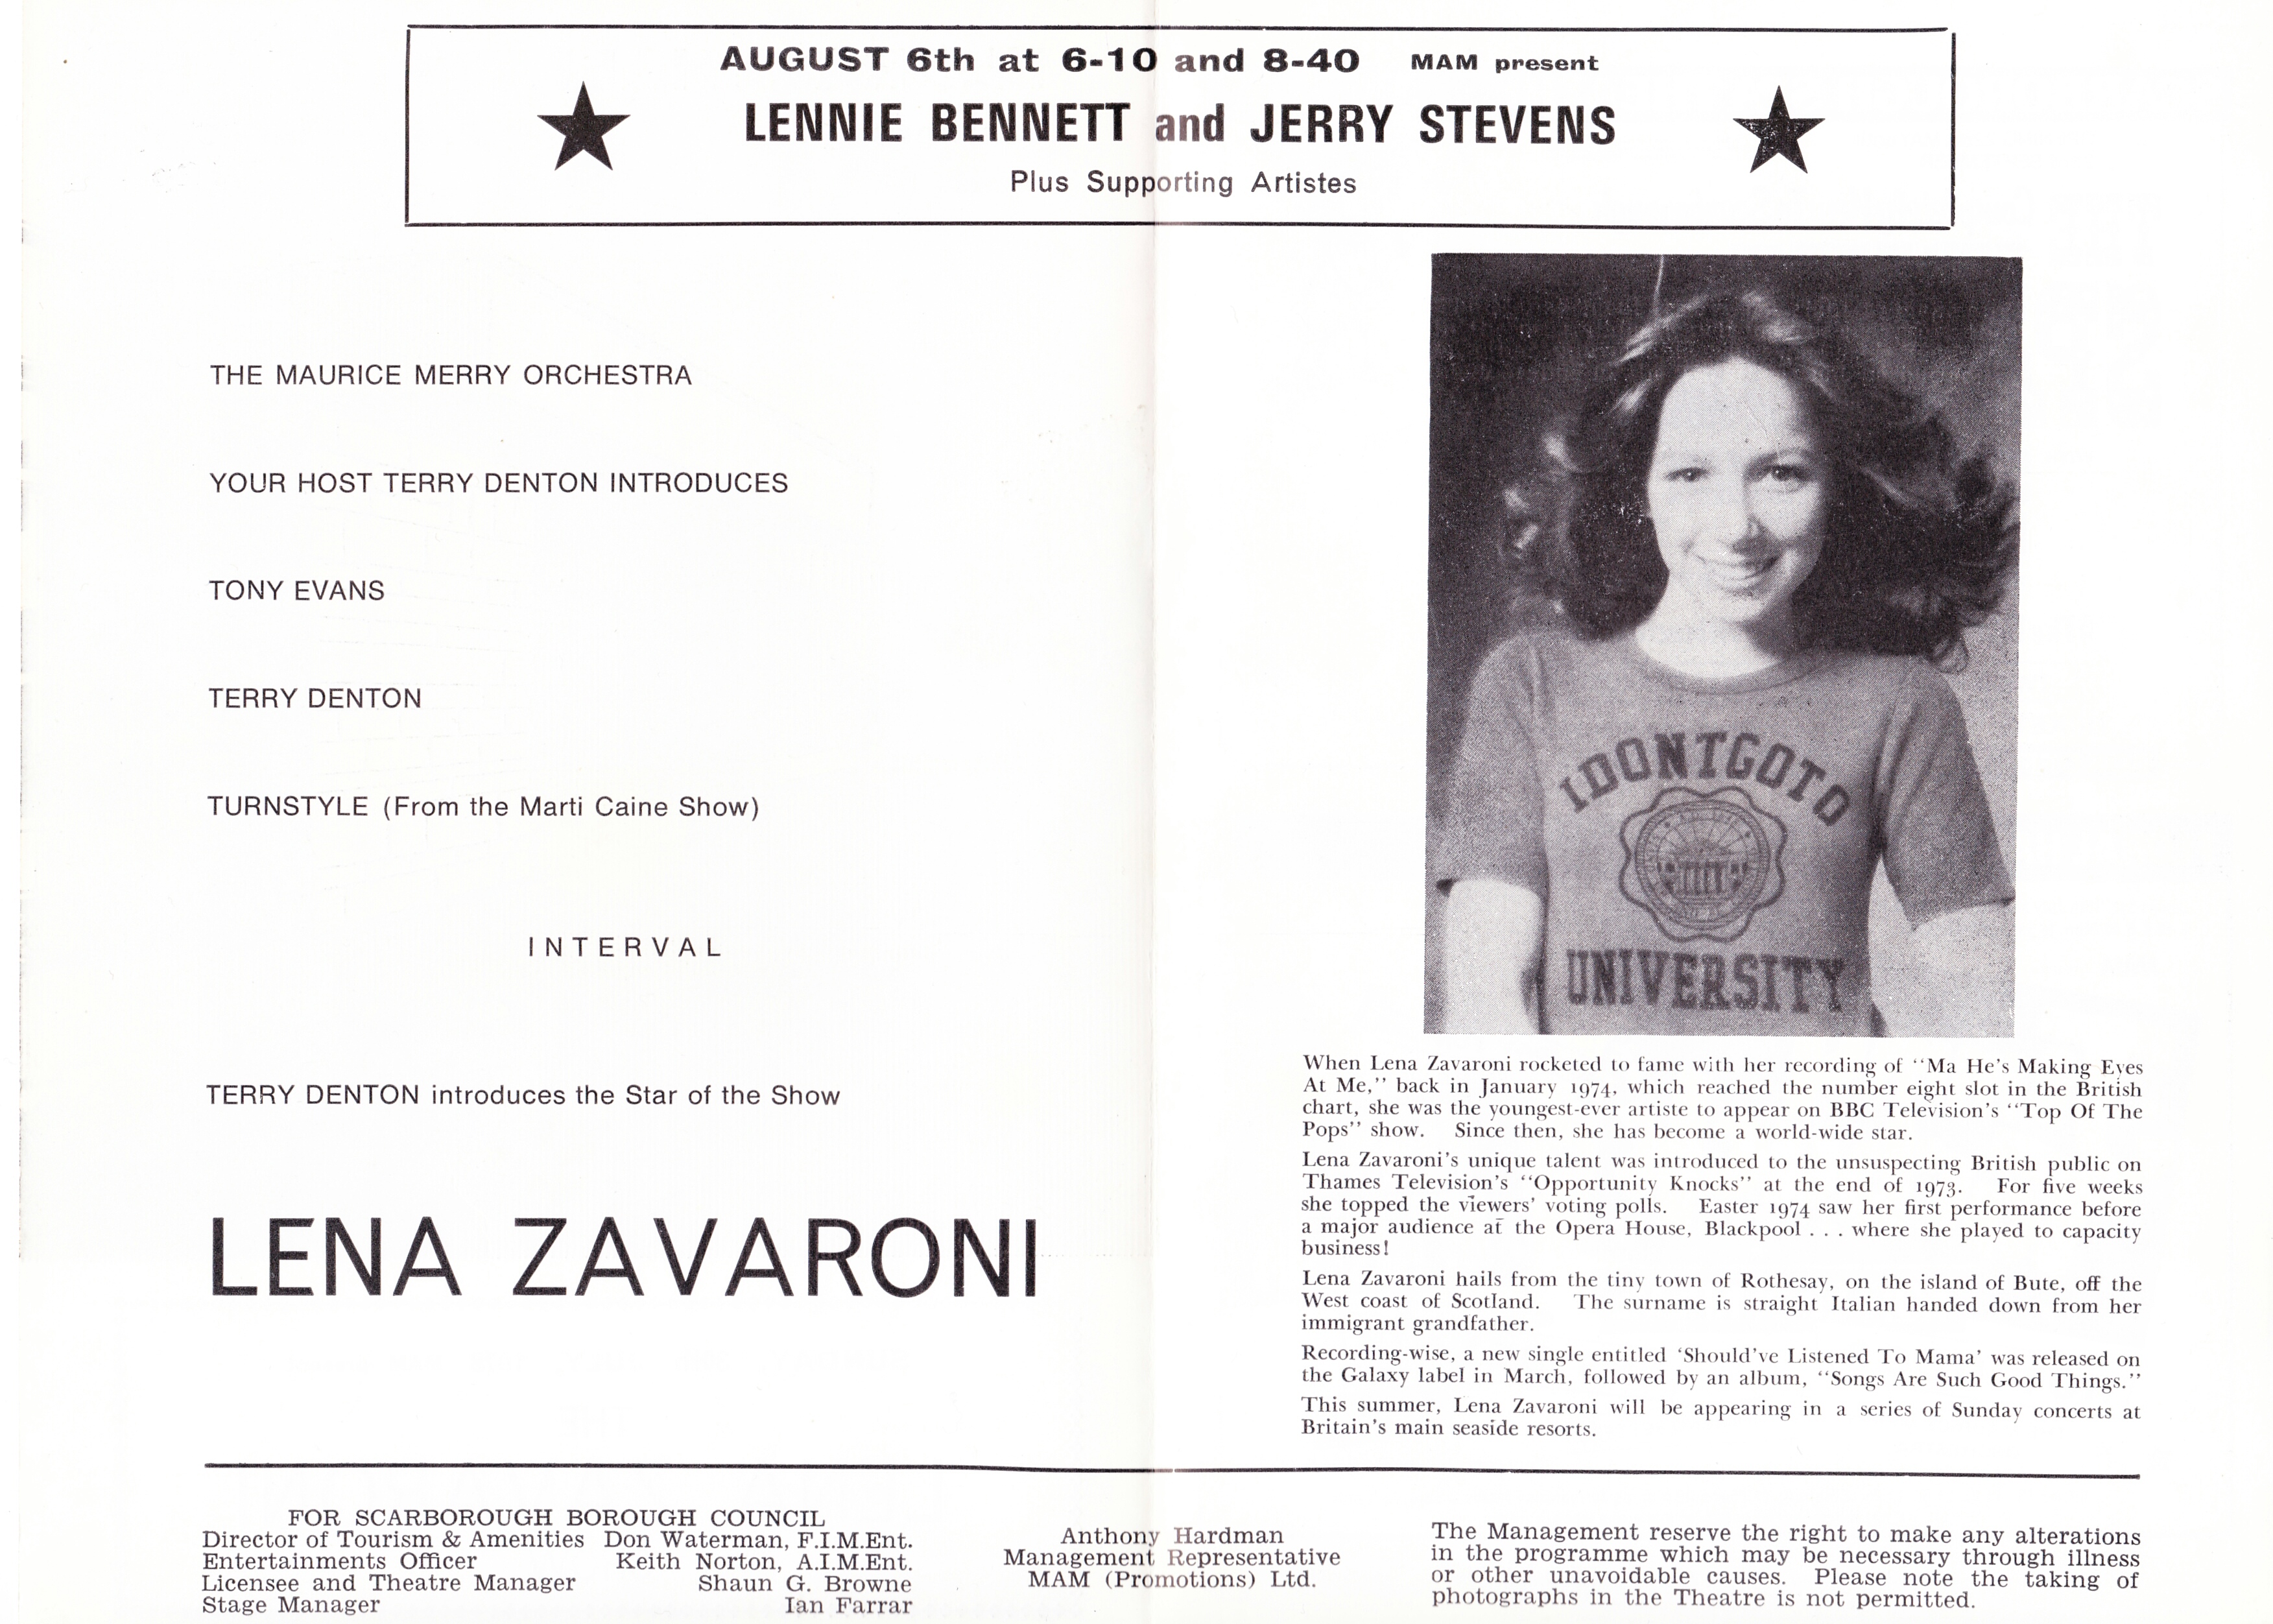 AUGUST 6th at 6-10 and 8-40 MAM present
LENNIE BENNETT and JERRY STEVENS
Plus Supporting Artistes
THE MAURICE MERRY ORCHESTRA
YOUR HOST TERRY DENTON INTRODUCES
TONY EVANS
TERRY DENTON
TURNSTYLE (From the Marti Caine Show)
INTERVAL
TERRY DENTON introduces the Star of the Show
LENA ZAVARONI
IDONTGOTO
UNIVERSITY
When Lena Zavaroni rocketed to fame with her recording of "Ma He's Making Eyes
At Me," back in January 1974, which reached the number eight slot in the British
chart, she was the youngest-ever artiste to appear on BBC Television's "Top Of The
Pops" show. Since then, she has become a world-wide star.
Lena Zavaroni's unique talent was introduced to the unsuspecting British public on
Thames Television's "Opportunity Knocks" at the end of 1973. For five weeks
she topped the viewers' voting polls. Easter 1974 saw her first performance before
a major audience at the Opera House, Blackpool . . . where she played to capacity
business!
Lena Zavaroni hails from the tiny town of Rothesay, on the island of Bute, off the
West coast of Scotland. The surname is straight Italian handed down from her
immigrant grandfather.
Recording-wise, a new single entitled 'Should've Listened To Mama' was released on
the Galaxy label in March, followed by an album, "Songs Are Such Good Things."
This summer, Lena Zavaroni will be appearing in a series of Sunday concerts at
Britain's main seaside resorts.
FOR SCARBOROUGH BOROUGH COUNCIL
Director of Tourism & Amenities Don Waterman, F.I.M.Ent.
Entertainments Officer Keith Norton, A.I.M.Ent.
Licensee and Theatre Manager Shaun G. Browne
Stage Manager Ian Farrar
Anthony Hardman
Management Representative
MAM (Promotions) Ltd.
The Management reserve the right to make any alterations
in the programme which may be necessary through illness
or other unavoidable causes. Please note the taking of
photographs in the Theatre is not permitted.